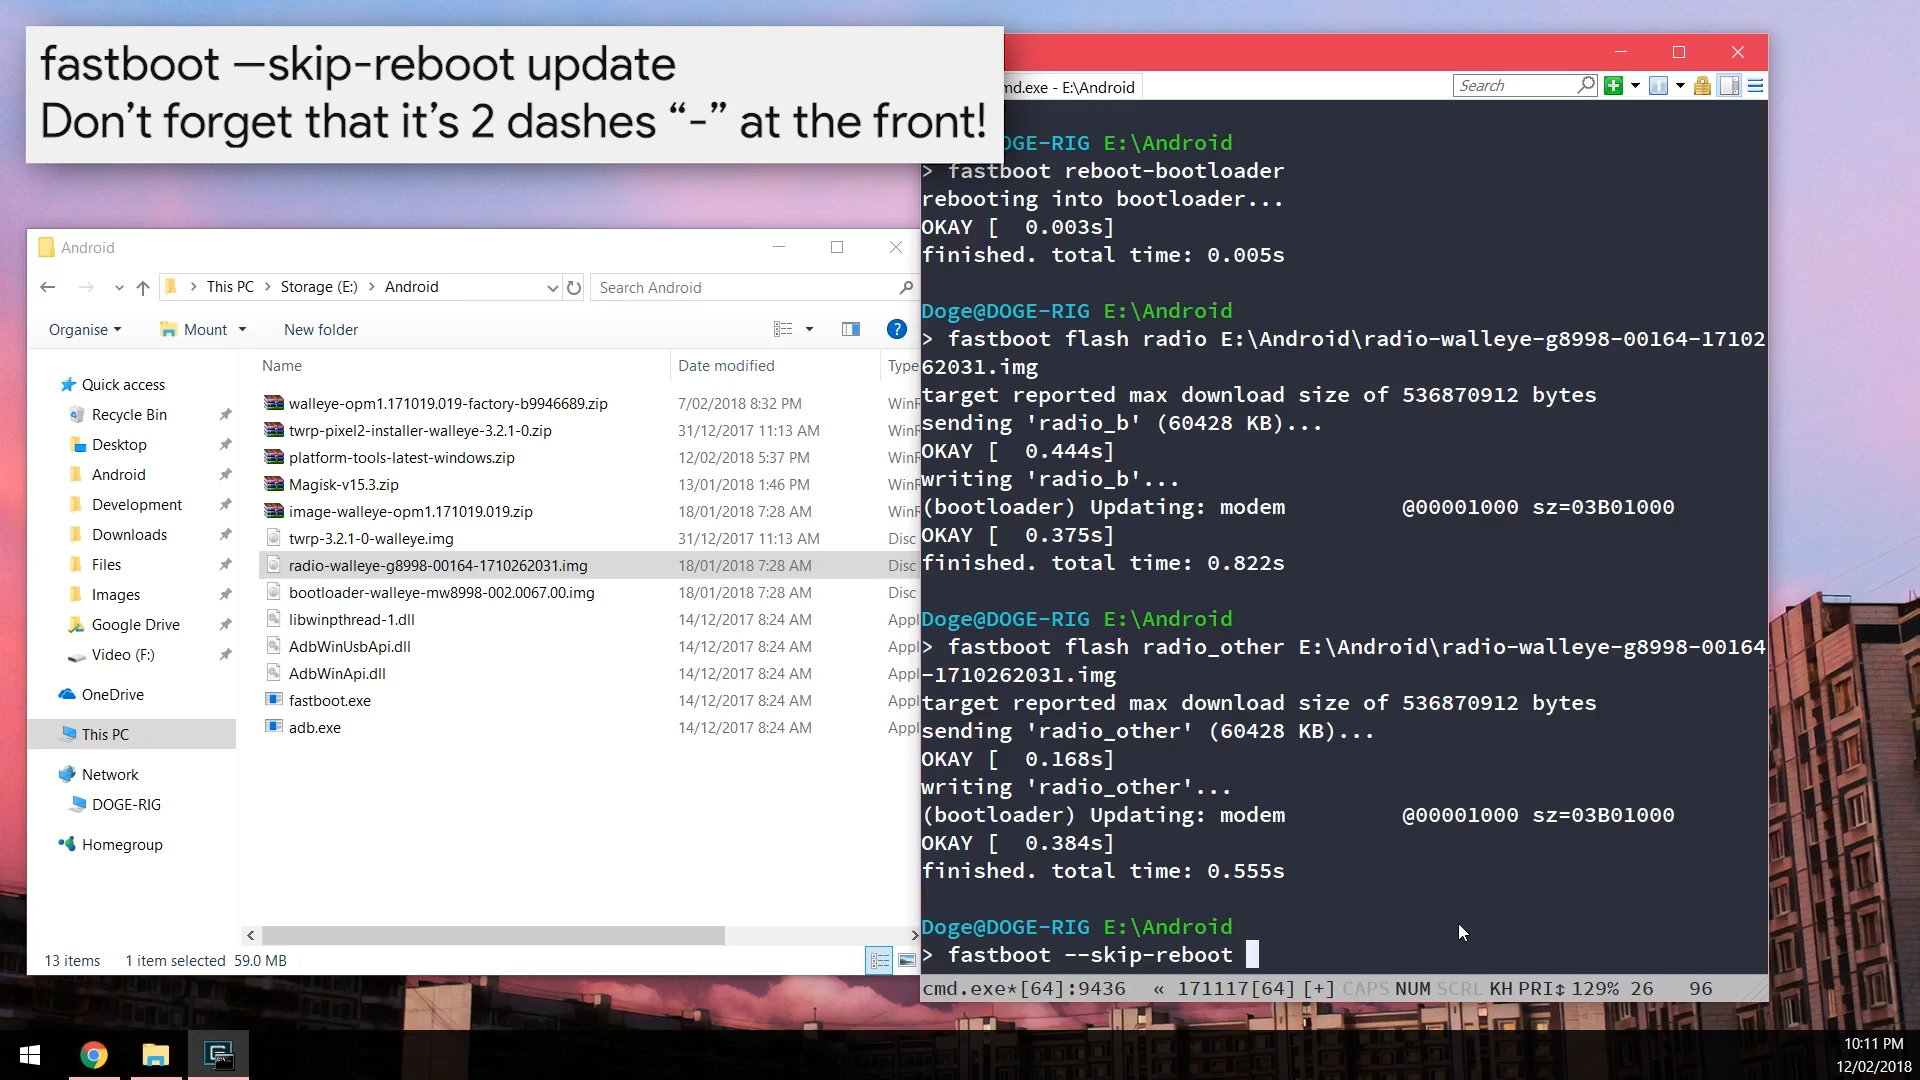 fastboot —skip-reboot update
Don't forget that it's 2 dashes “-” at the front!
md.exe - E:\Android
Search
OGE-RIG E:\Android
> fastboot reboot-bootloader
rebooting into bootloader...
OKAY [  0.003s]
finished. total time: 0.005s
Doge@DOGE-RIG E:\Android
> fastboot flash radio E:\Android\radio-walleye-g8998-00164-17102
62031.img
target reported max download size of 536870912 bytes
sending 'radio_b' (60428 KB)...
OKAY [  0.444s]
writing 'radio_b'...
(bootloader) Updating: modem         @00001000 sz=03B01000
OKAY [  0.375s]
finished. total time: 0.822s
Doge@DOGE-RIG E:\Android
> fastboot flash radio_other E:\Android\radio-walleye-g8998-00164
-1710262031.img
target reported max download size of 536870912 bytes
sending 'radio_other' (60428 KB)...
OKAY [  0.168s]
writing 'radio_other'...
(bootloader) Updating: modem         @00001000 sz=03B01000
OKAY [  0.384s]
finished. total time: 0.555s
Doge@DOGE-RIG E:\Android
> fastboot --skip-reboot
cmd.exe*[64]:9436 « 171117[64] [+] CAPS NUM SCRL KH PRI↕ 129% 26 96
Android
This PC > Storage (E:) > Android
Search Android
Organise Mount New folder
Name Date modified Type
Quick access
Recycle Bin
Desktop
Android
Development
Downloads
Files
Images
Google Drive
Video (F:)
OneDrive
This PC
Network
DOGE-RIG
Homegroup
walleye-opm1.171019.019-factory-b9946689.zip 7/02/2018 8:32 PM WinR
twrp-pixel2-installer-walleye-3.2.1-0.zip 31/12/2017 11:13 AM WinR
platform-tools-latest-windows.zip 12/02/2018 5:37 PM WinR
Magisk-v15.3.zip 13/01/2018 1:46 PM WinR
image-walleye-opm1.171019.019.zip 18/01/2018 7:28 AM WinR
twrp-3.2.1-0-walleye.img 31/12/2017 11:13 AM Disc
radio-walleye-g8998-00164-1710262031.img 18/01/2018 7:28 AM Disc
bootloader-walleye-mw8998-002.0067.00.img 18/01/2018 7:28 AM Disc
libwinpthread-1.dll 14/12/2017 8:24 AM Appl
AdbWinUsbApi.dll 14/12/2017 8:24 AM Appl
AdbWinApi.dll 14/12/2017 8:24 AM Appl
fastboot.exe 14/12/2017 8:24 AM Appl
adb.exe 14/12/2017 8:24 AM Appl
13 items 1 item selected 59.0 MB
10:11 PM
12/02/2018